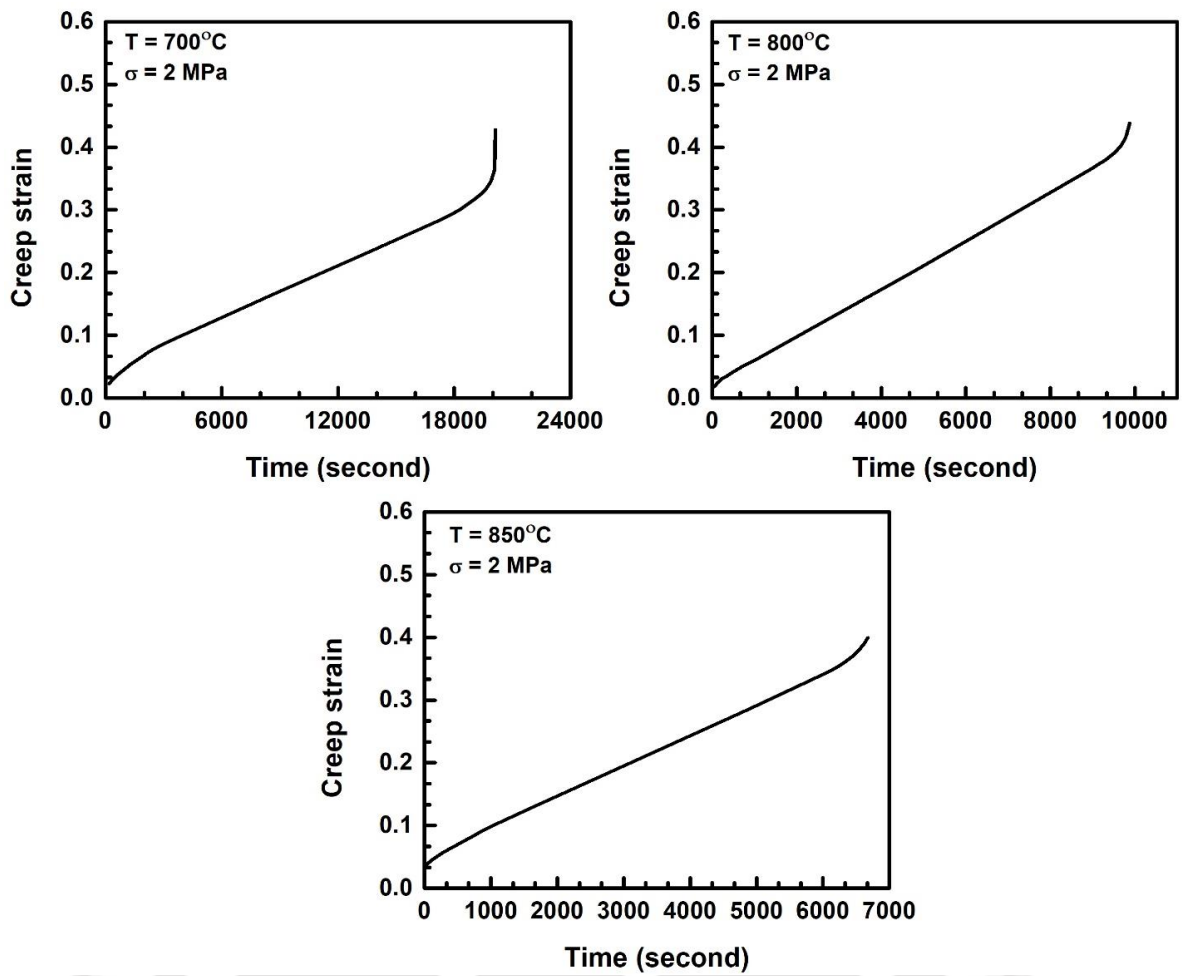 T = 700°C
σ = 2 MPa
0.6
0.5
0.4
0.3
0.2
0.1
0.0
Creep strain
0 6000 12000 18000 24000
Time (second)
T = 800°C
σ = 2 MPa
0.6
0.5
0.4
0.3
0.2
0.1
0.0
Creep strain
0 2000 4000 6000 8000 10000
Time (second)
T = 850°C
σ = 2 MPa
0.6
0.5
0.4
0.3
0.2
0.1
0.0
Creep strain
0 1000 2000 3000 4000 5000 6000 7000
Time (second)